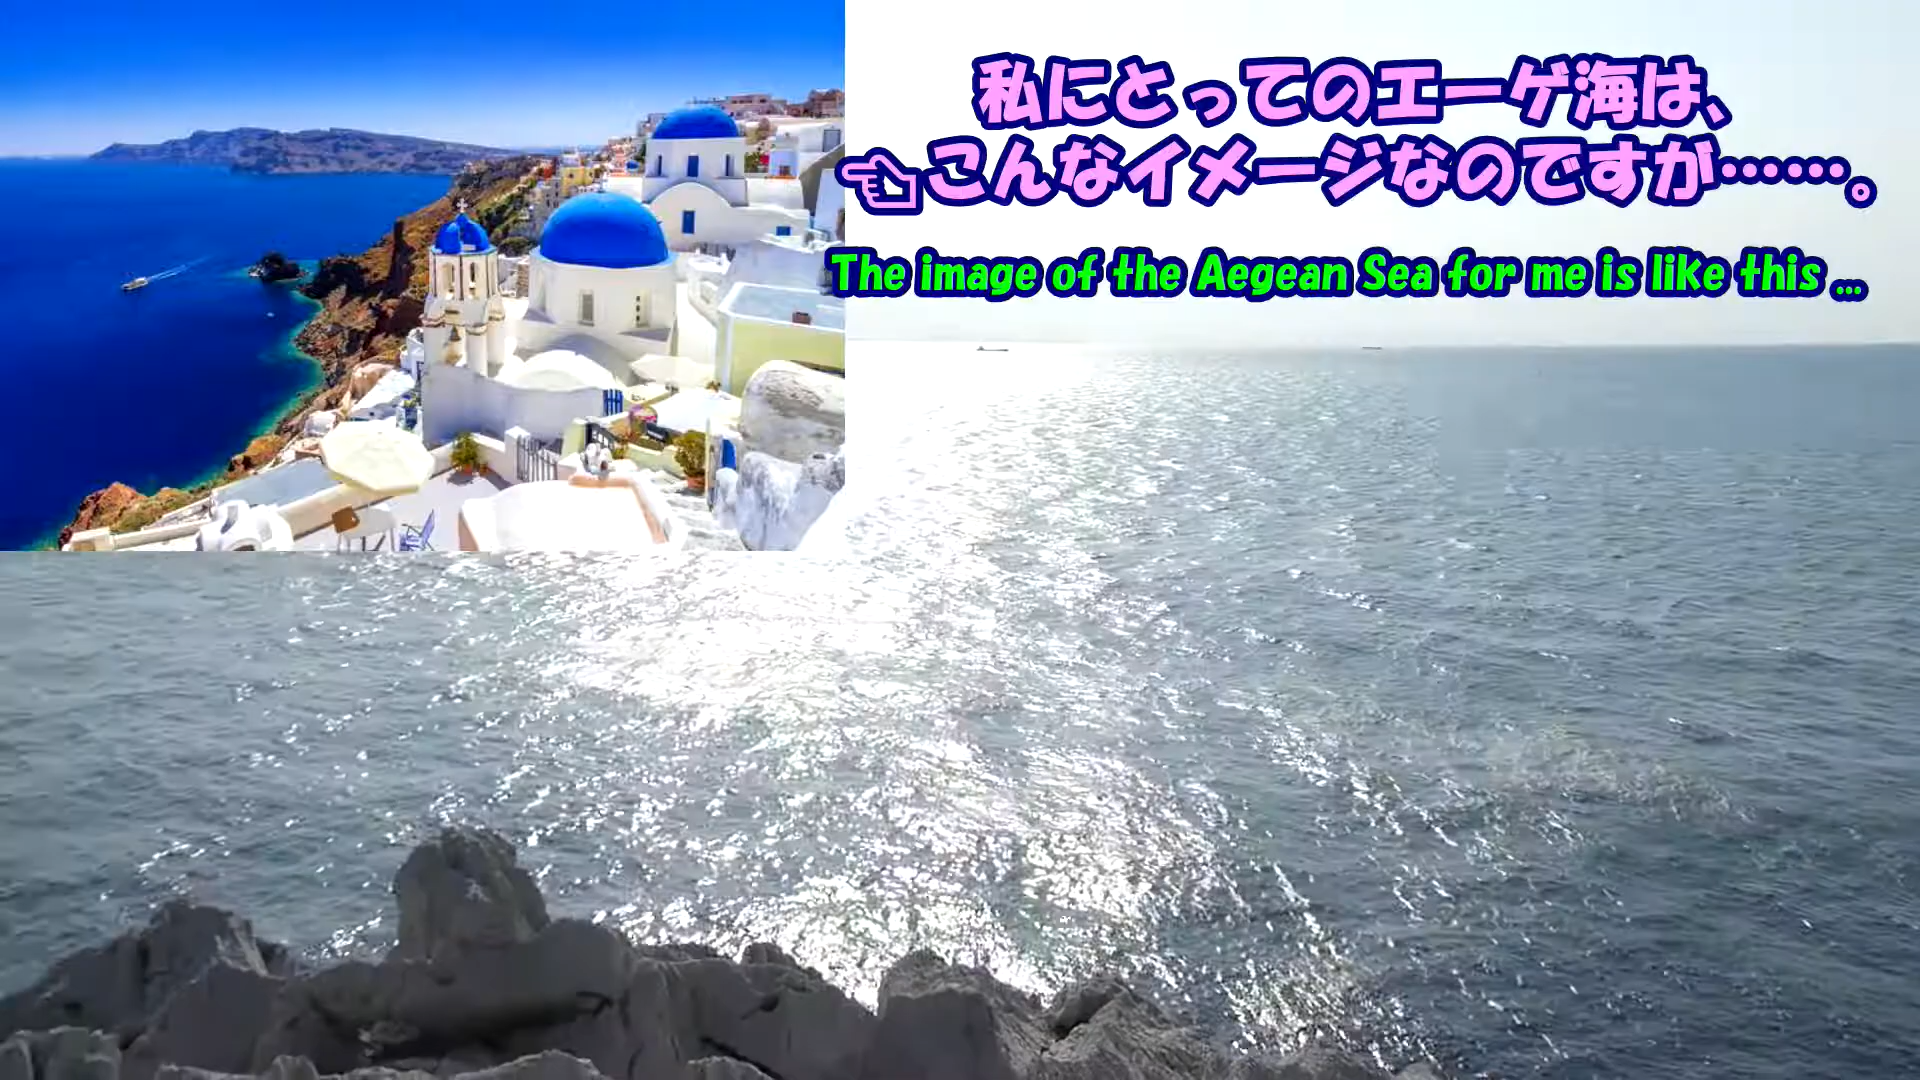 私にとってのエーゲ海は、
👈こんなイメージなのですが……。
The image of the Aegean Sea for me is like this ...